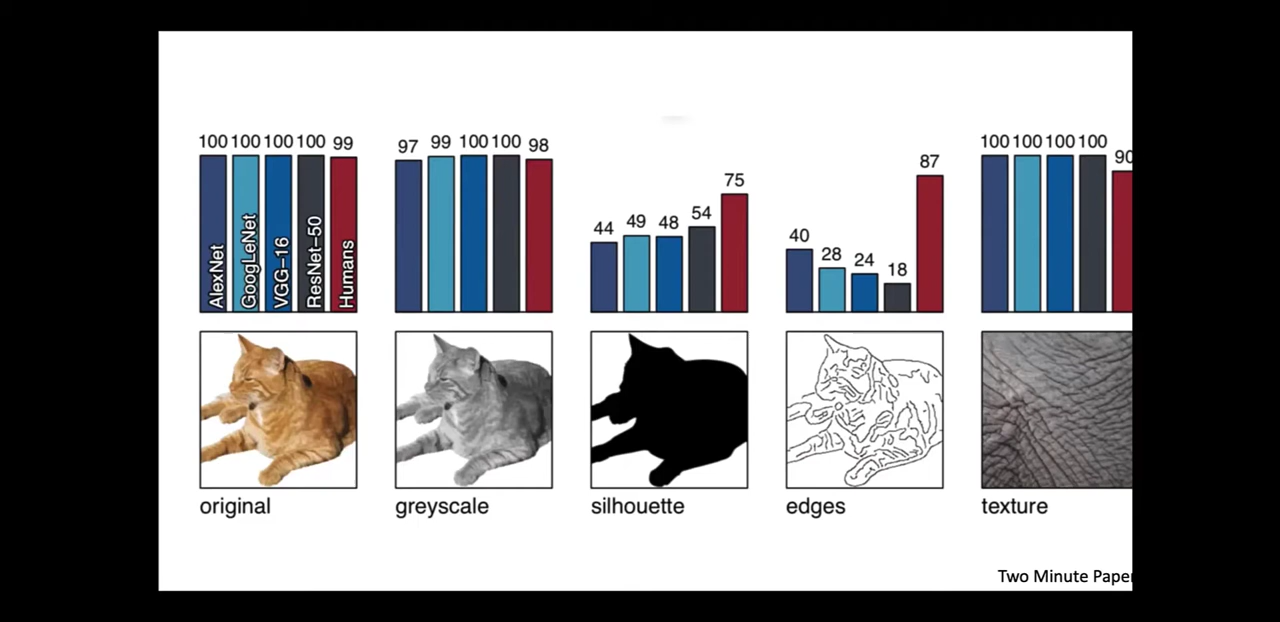 100 100 100 100 99
97 99 100 100 98
44 49 48 54 75
40 28 24 18 87
100 100 100 100 90
AlexNet
GoogLeNet
VGG-16
ResNet-50
Humans
original
greyscale
silhouette
edges
texture
Two Minute Paper